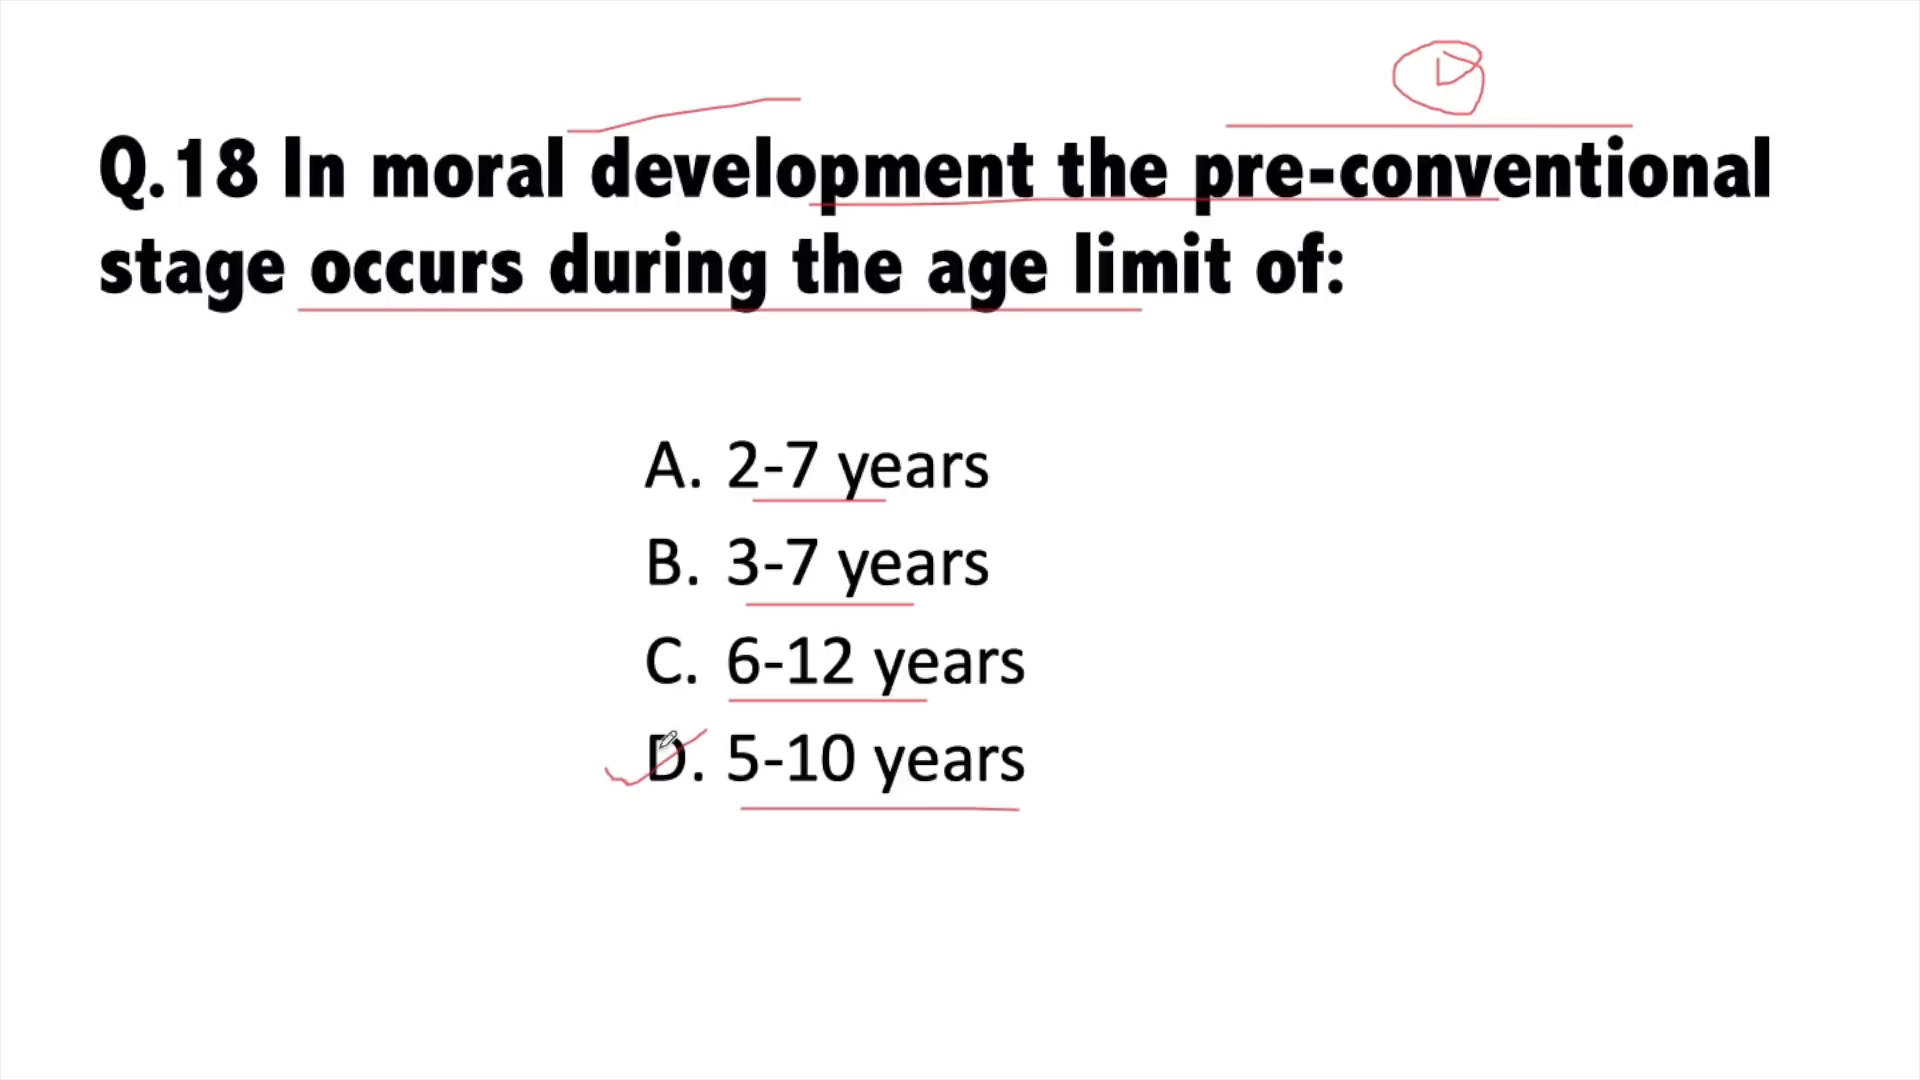 D
Q.18 In moral development the pre-conventional
stage occurs during the age limit of:
A. 2-7 years
B. 3-7 years
C. 6-12 years
D. 5-10 years